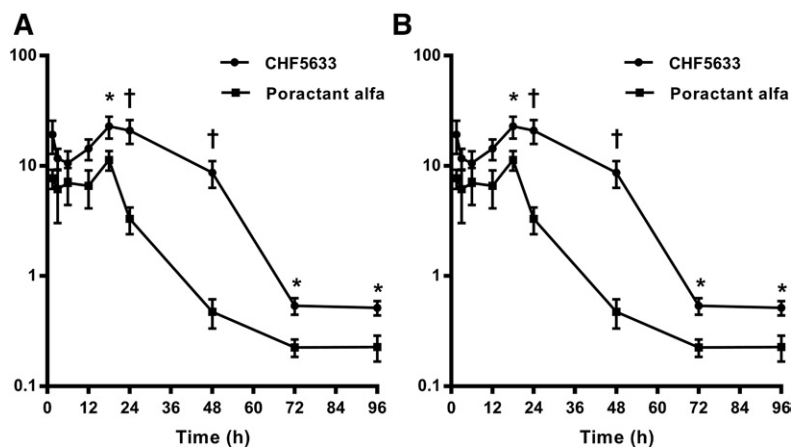 A
100
10
1
0.1
* † † * *
CHF5633
Poractant alfa
0 12 24 36 48 60 72 84 96
Time (h)
B
100
10
1
0.1
* † † * *
CHF5633
Poractant alfa
0 12 24 36 48 60 72 84 96
Time (h)